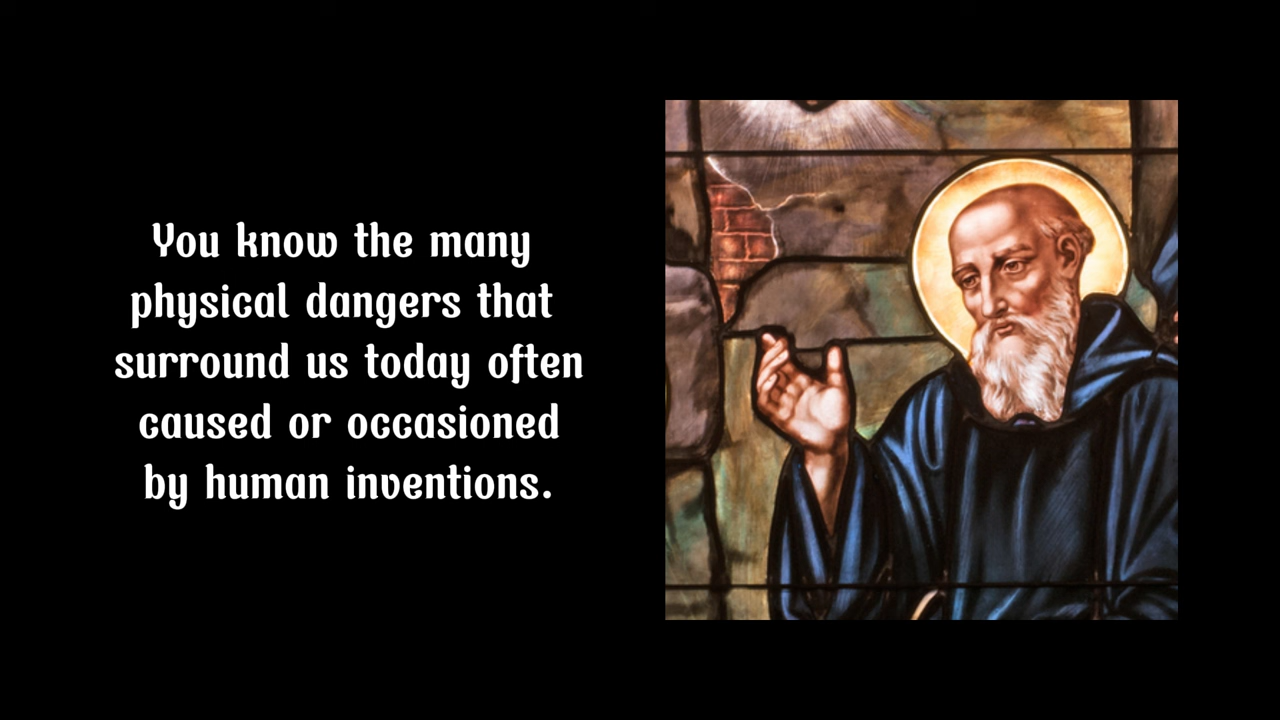 You know the many
physical dangers that
surround us today often
caused or occasioned
by human inventions.